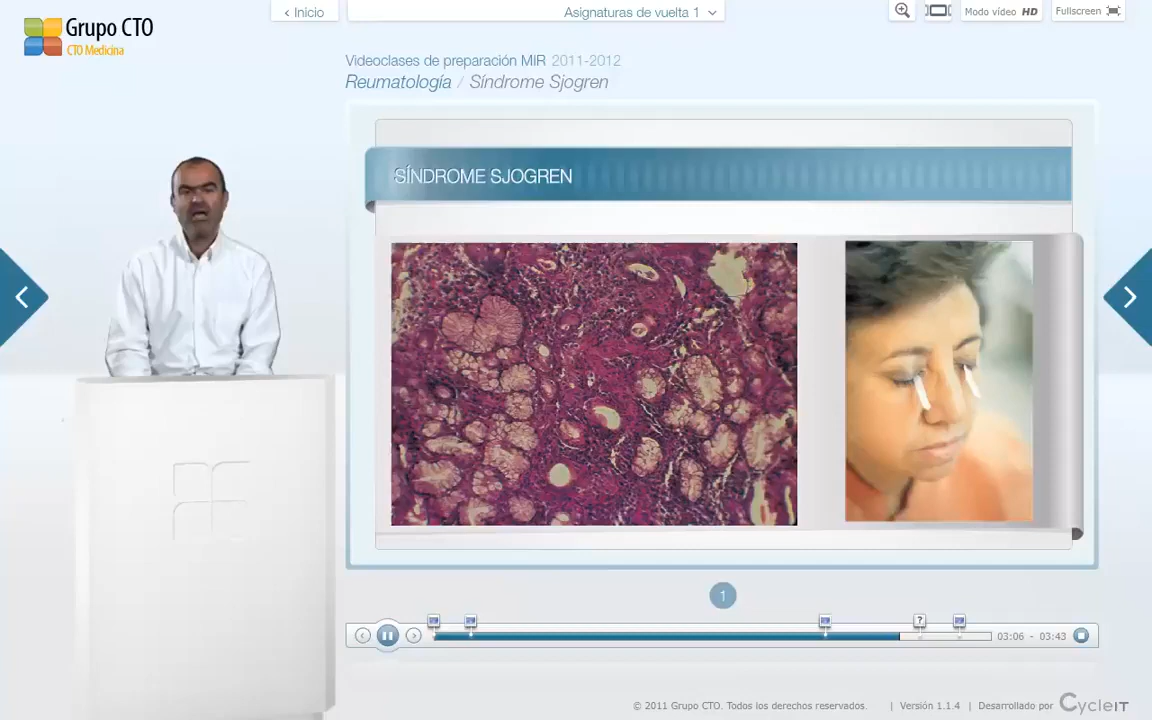 Grupo CTO
CTO Medicina
‹ Inicio
Asignaturas de vuelta 1
Modo vídeo HD
Fullscreen
Videoclases de preparación MIR 2011-2012
Reumatología / Síndrome Sjogren
SÍNDROME SJOGREN
1
?
03:06 - 03:43
© 2011 Grupo CTO. Todos los derechos reservados. | Versión 1.1.4 | Desarrollado por CycleIT